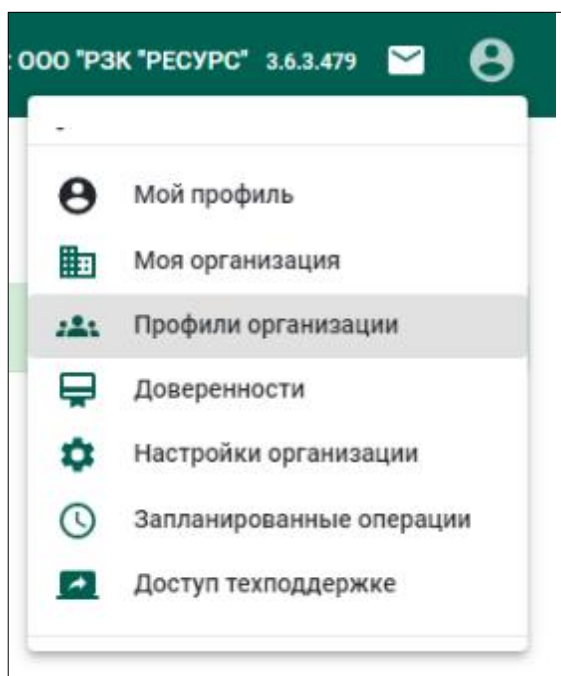 : ООО "РЗК "РЕСУРС" 3.6.3.479
Мой профиль
Моя организация
Профили организации
Доверенности
Настройки организации
Запланированные операции
Доступ техподдержке